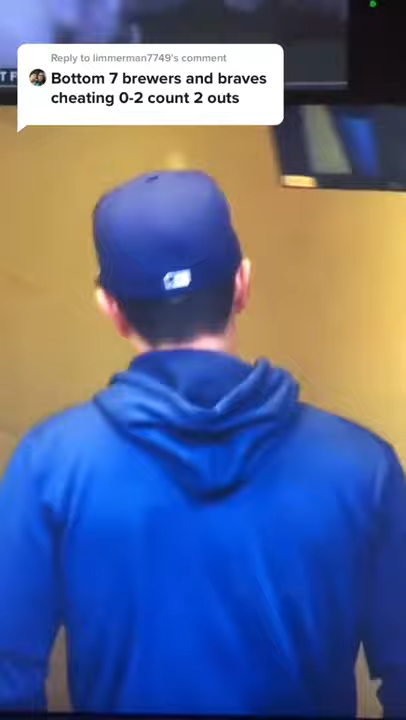 Reply to limmerman7749's comment
Bottom 7 brewers and braves
cheating 0-2 count 2 outs
T F